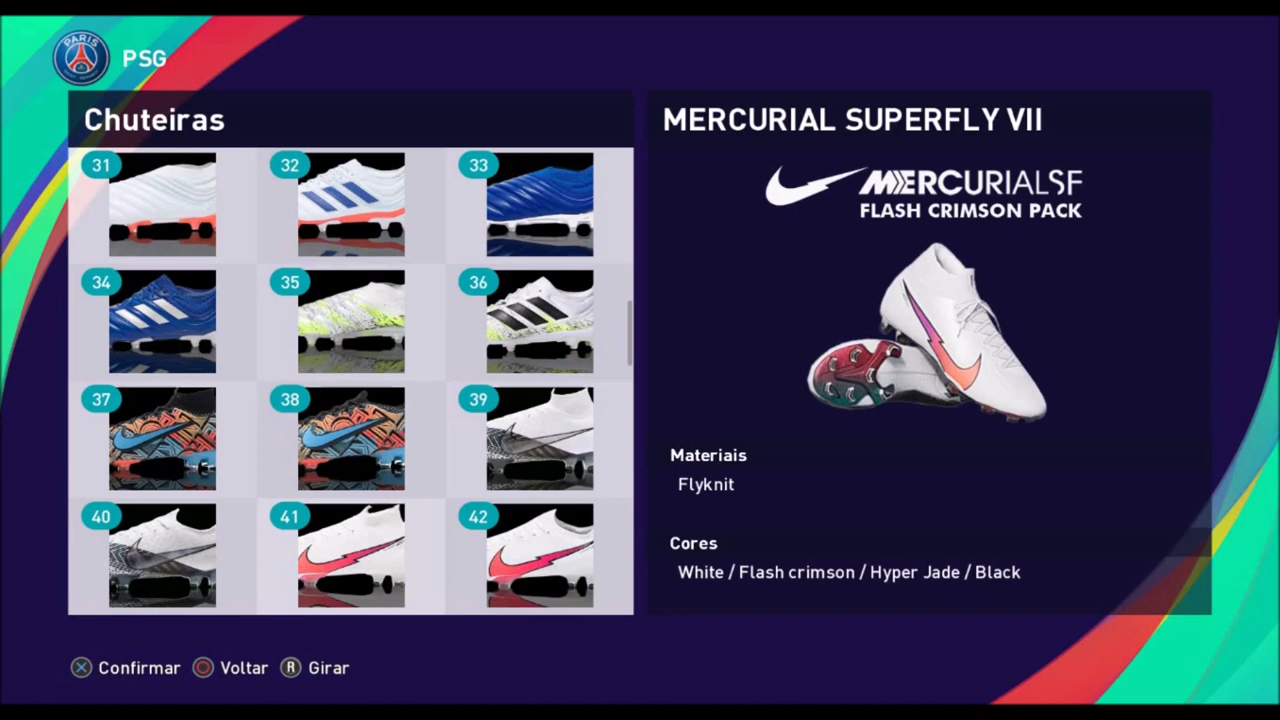 PARIS
PSG
Chuteiras
31
32
33
34
35
36
37
38
39
40
41
42
MERCURIAL SUPERFLY VII
MERCURIALSF
FLASH CRIMSON PACK
Materiais
Flyknit
Cores
White / Flash crimson / Hyper Jade / Black
Confirmar
Voltar
R Girar